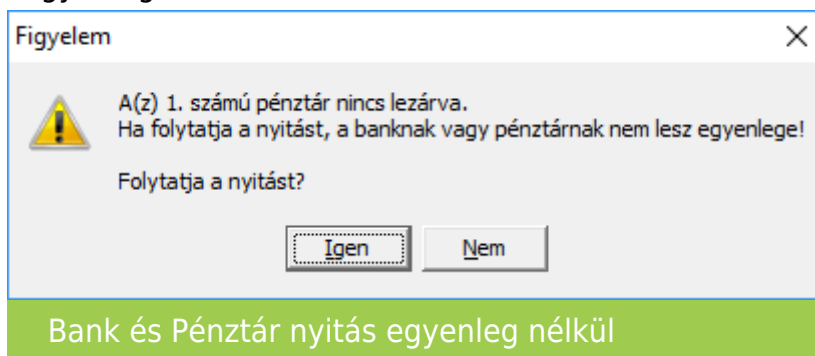 Figyelem
A(z) 1. számú pénztár nincs lezárva.
Ha folytatja a nyitást, a banknak vagy pénztárnak nem lesz egyenlege!
Folytatja a nyitást?
Igen
Nem
Bank és Pénztár nyitás egyenleg nélkül